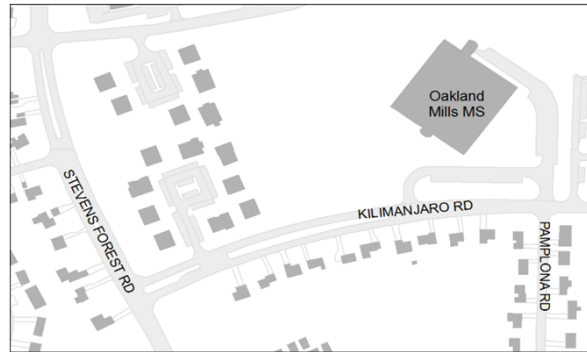 Oakland
Mills MS
KILIMANJARO RD
STEVENS FOREST RD
PAMPLONA RD